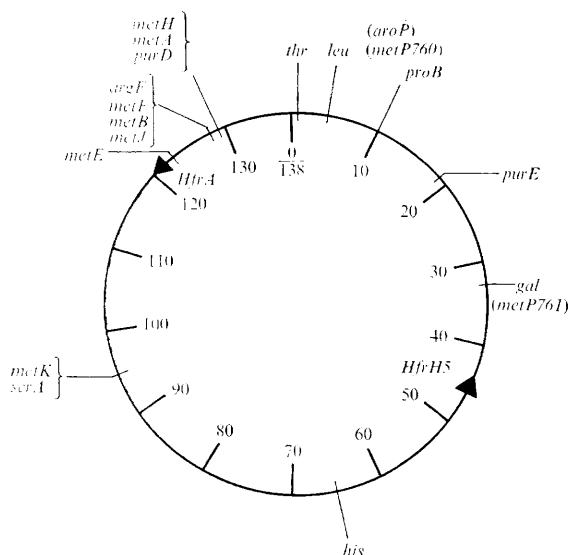 metH
metA
purD
argF
metF
metB
metJ
metE
HfrA
thr
leu
(aroP)
(metP760)
proB
purE
gal
(metP761)
HfrH5
his
metK
serA
0
138
10
20
30
40
50
60
70
80
90
100
110
120
130